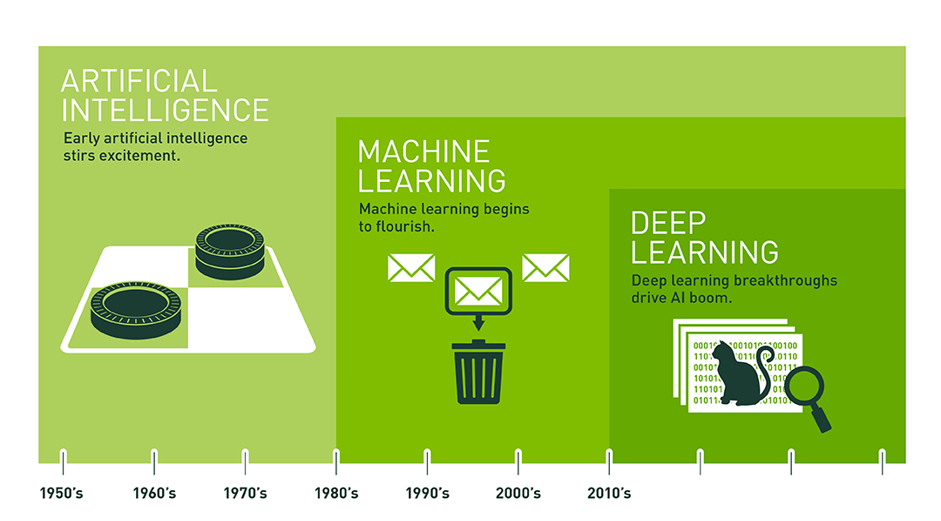 ARTIFICIAL
INTELLIGENCE
Early artificial intelligence
stirs excitement.
MACHINE
LEARNING
Machine learning begins
to flourish.
DEEP
LEARNING
Deep learning breakthroughs
drive AI boom.
1950's 1960's 1970's 1980's 1990's 2000's 2010's